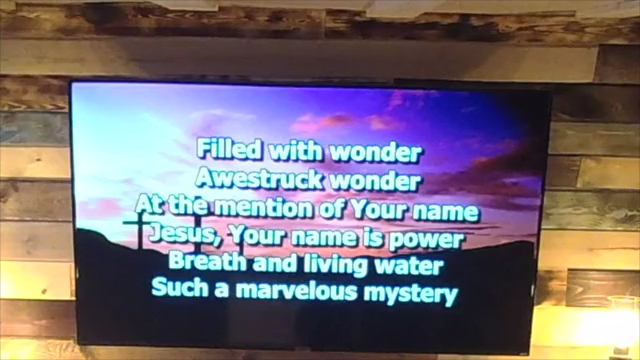 Filled with wonder
Awestruck wonder
At the mention of Your name
Jesus, Your name is power
Breath and living water
Such a marvelous mystery